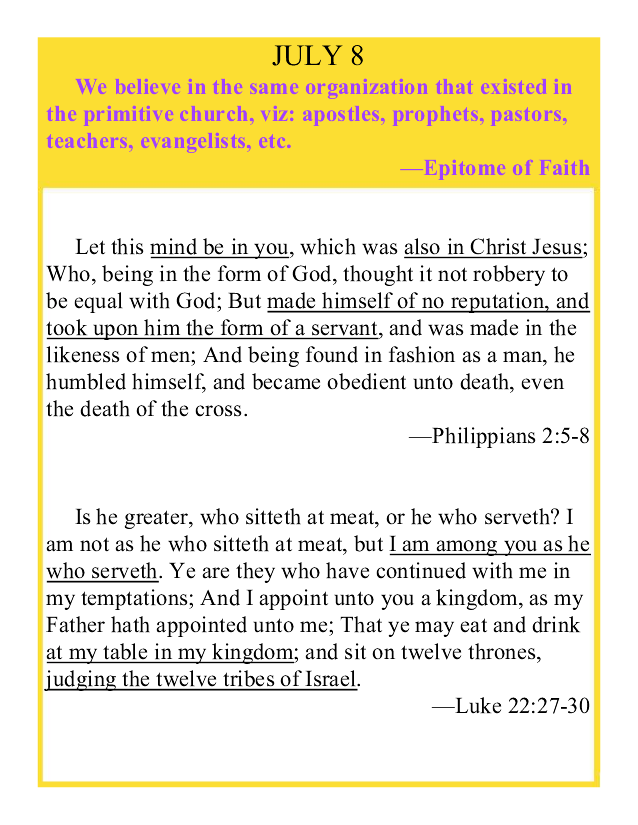 JULY 8
We believe in the same organization that existed in
the primitive church, viz: apostles, prophets, pastors,
teachers, evangelists, etc.
—Epitome of Faith
Let this mind be in you, which was also in Christ Jesus;
Who, being in the form of God, thought it not robbery to
be equal with God; But made himself of no reputation, and
took upon him the form of a servant, and was made in the
likeness of men; And being found in fashion as a man, he
humbled himself, and became obedient unto death, even
the death of the cross.
—Philippians 2:5-8
Is he greater, who sitteth at meat, or he who serveth? I
am not as he who sitteth at meat, but I am among you as he
who serveth. Ye are they who have continued with me in
my temptations; And I appoint unto you a kingdom, as my
Father hath appointed unto me; That ye may eat and drink
at my table in my kingdom; and sit on twelve thrones,
judging the twelve tribes of Israel.
—Luke 22:27-30